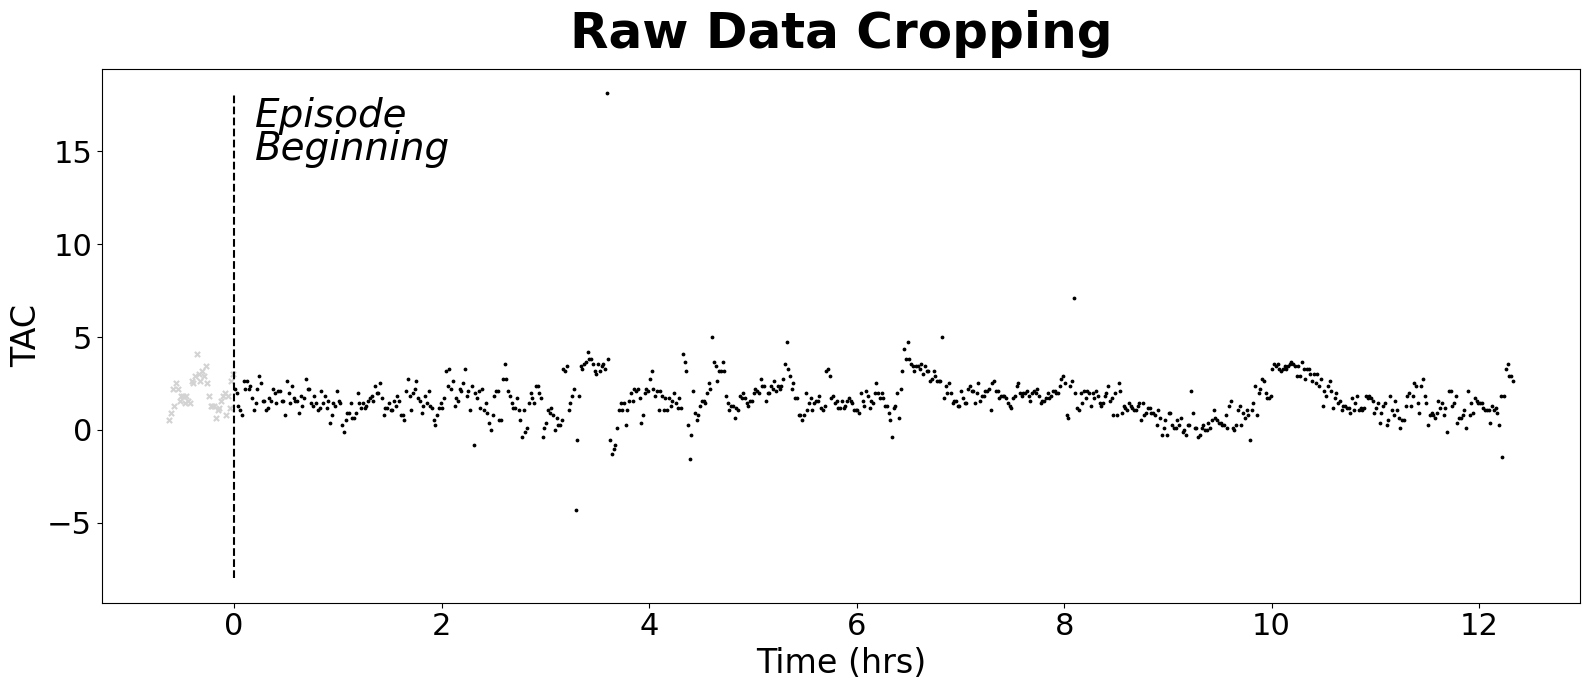 Raw Data Cropping
Episode
Beginning
15
10
5
0
−5
TAC
0 2 4 6 8 10 12
Time (hrs)